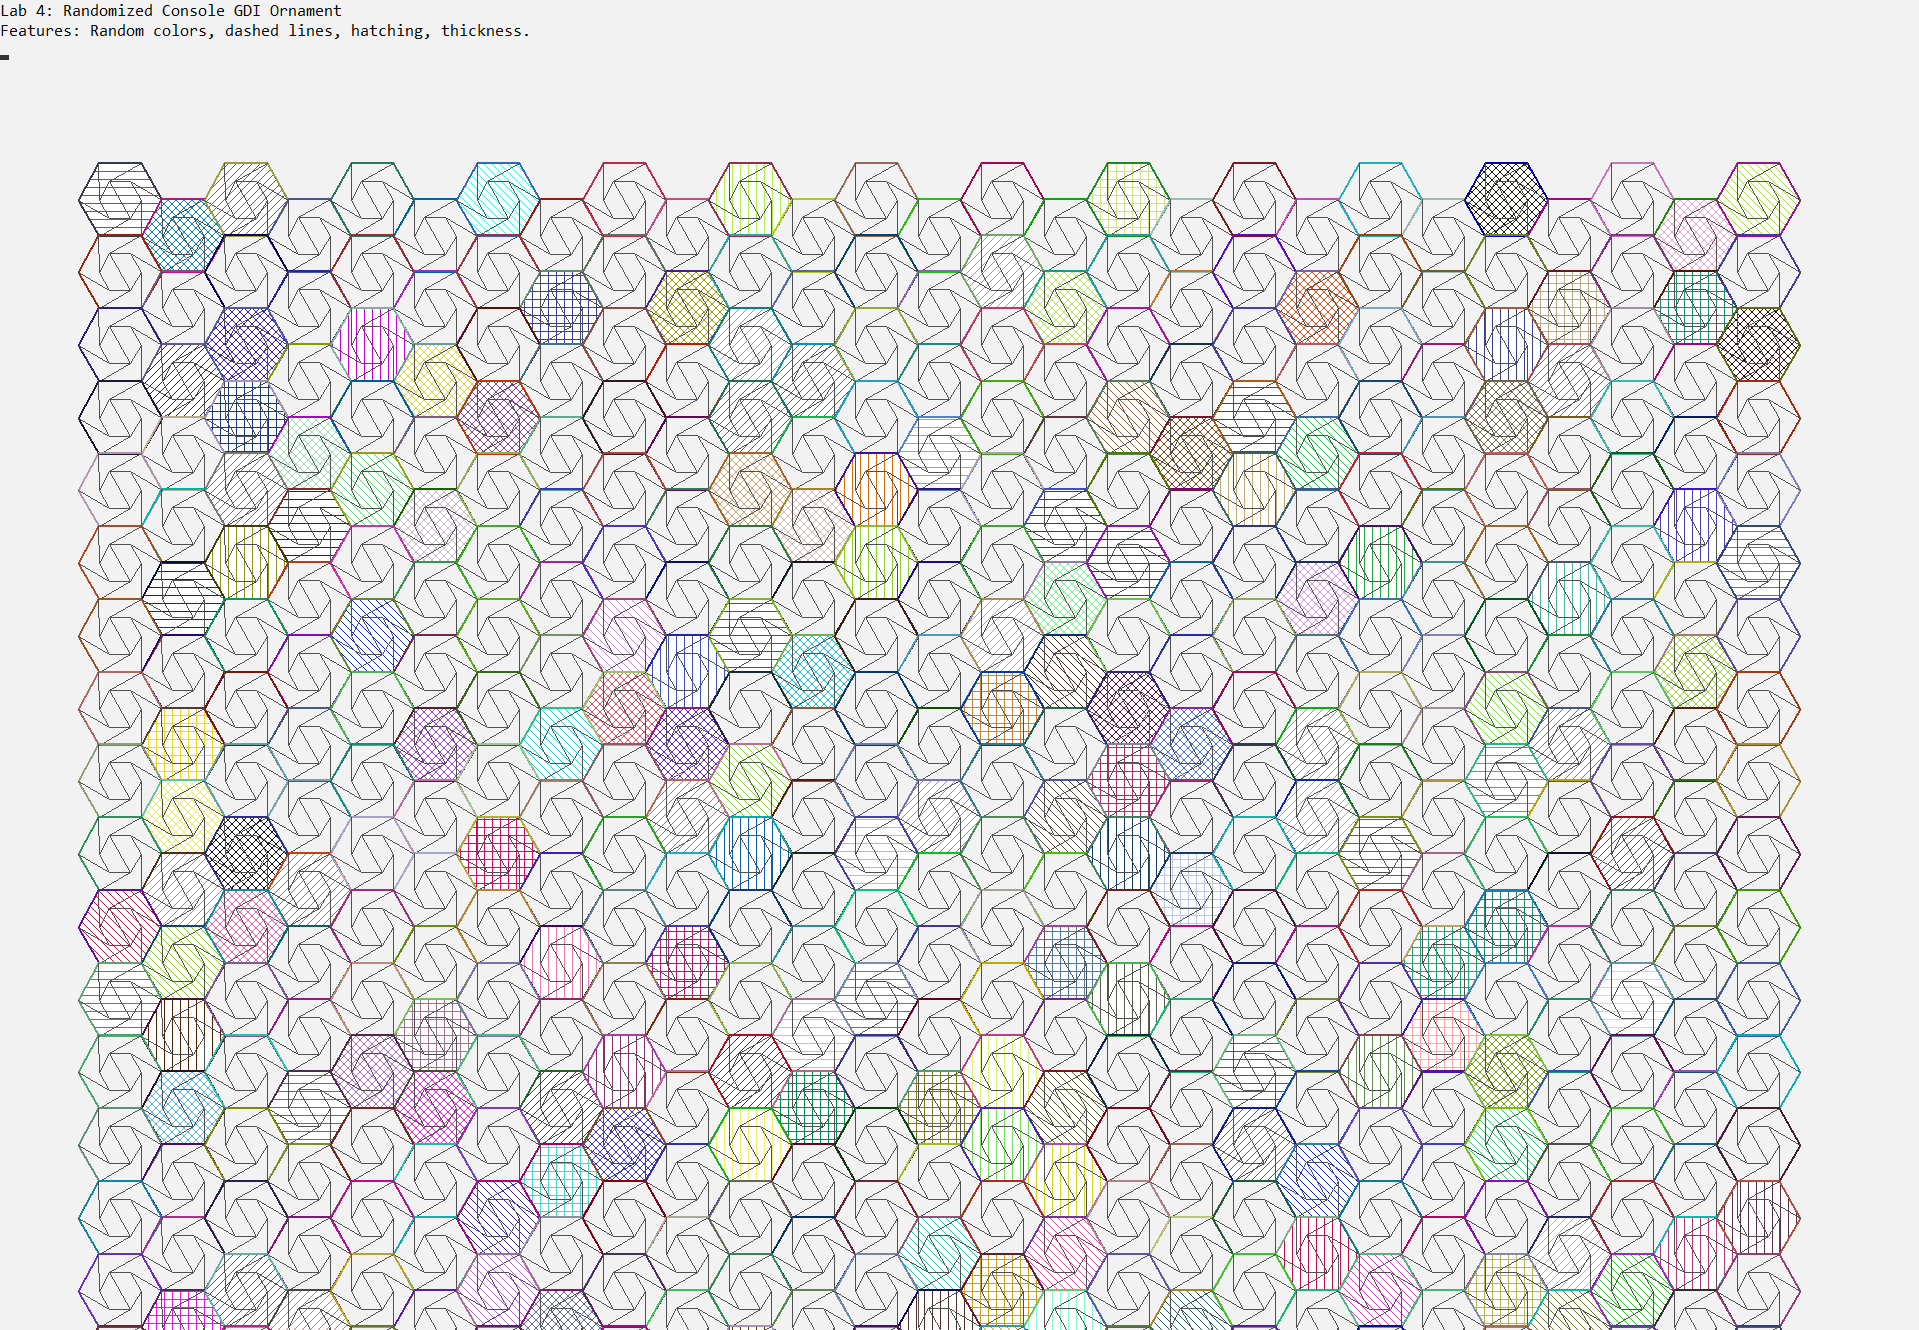 Lab 4: Randomized Console GDI Ornament
Features: Random colors, dashed lines, hatching, thickness.